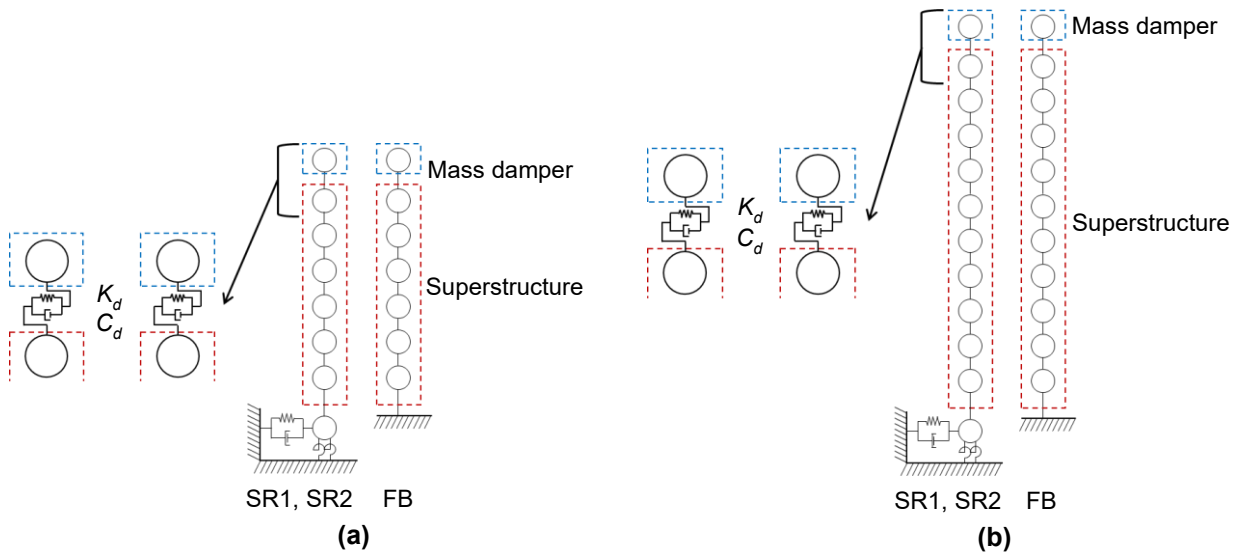 Mass damper
K_d
C_d
Superstructure
SR1, SR2 FB
(a)
Mass damper
K_d
C_d
Superstructure
SR1, SR2 FB
(b)